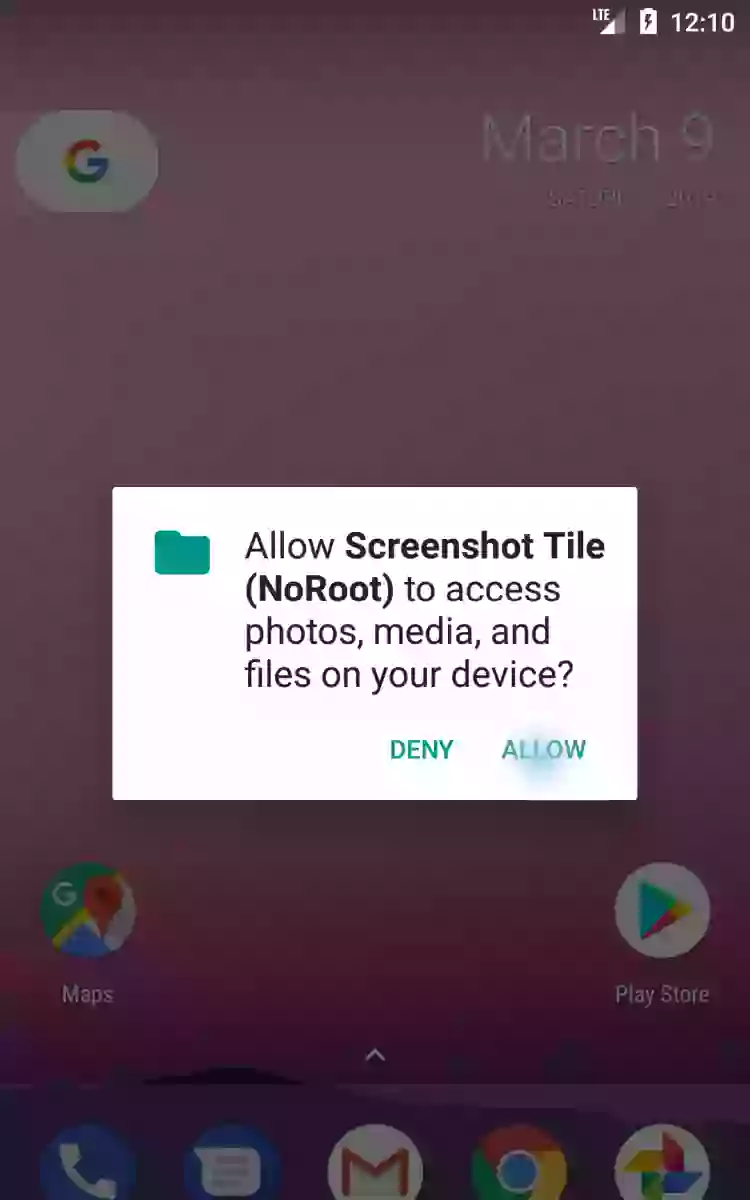 LTE 12:10
March 9
Allow Screenshot Tile
(NoRoot) to access
photos, media, and
files on your device?
DENY ALLOW
Maps Play Store